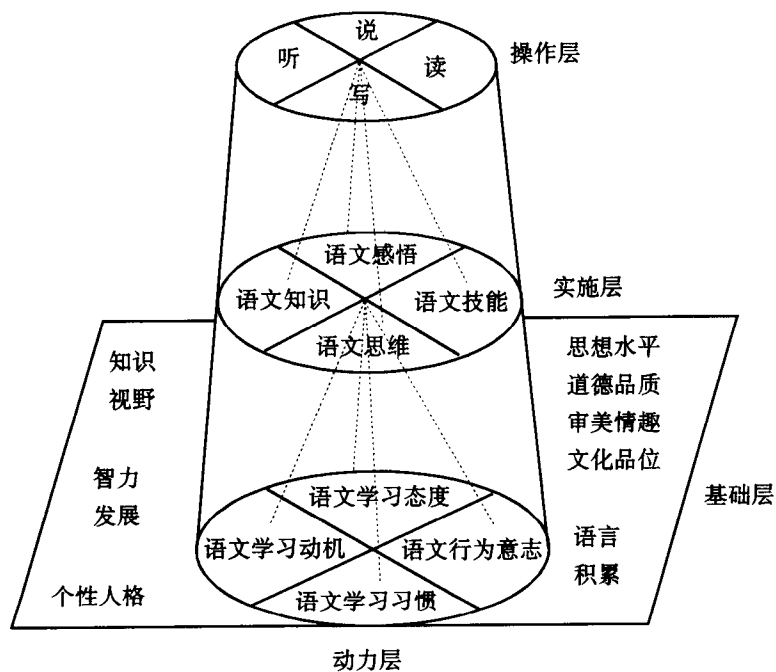 说
听
读
操作层
写
语文感悟
语文知识
语文技能
实施层
语文思维
知识
视野
思想水平
道德品质
审美情趣
文化品位
智力
发展
语文学习态度
基础层
语文学习动机
语文行为意志
语言
积累
个性人格
语文学习习惯
动力层